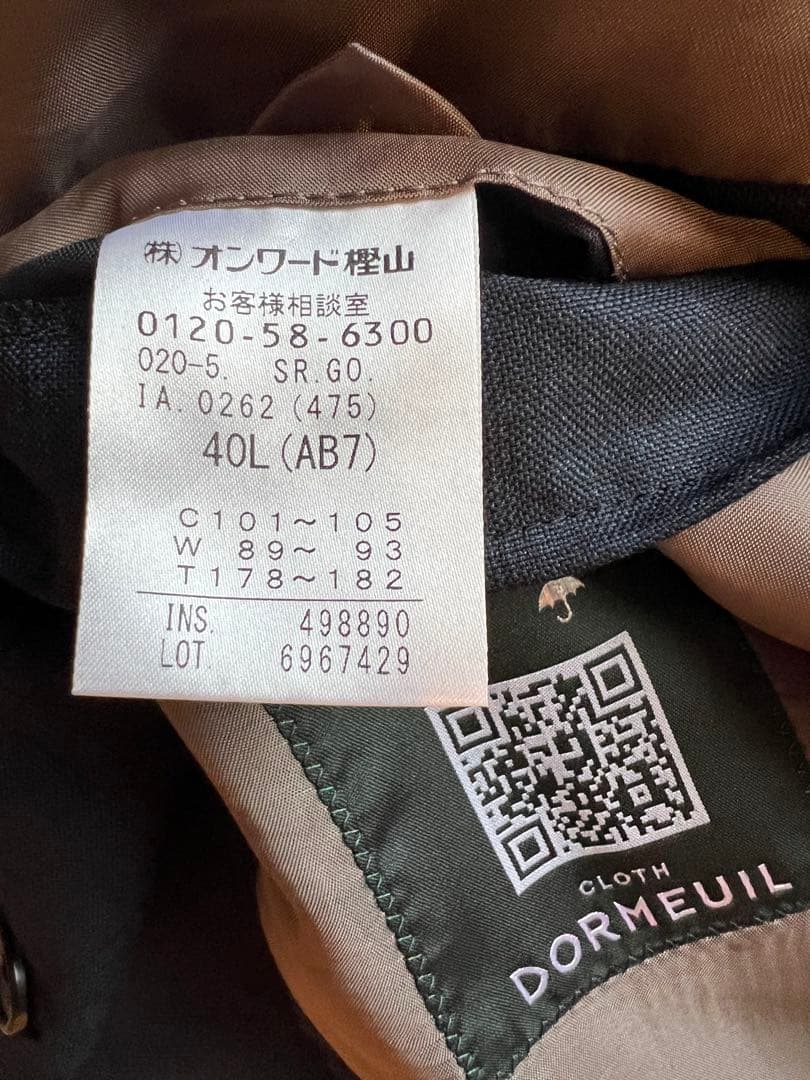 ㈱オンワード樫山
お客様相談室
0120-58-6300
020-5. SR.GO.
IA.0262(475)
40L(AB7)
C101~105
W 89~ 93
T178~182
INS. 498890
LOT. 6967429
CLOTH
DORMEUIL